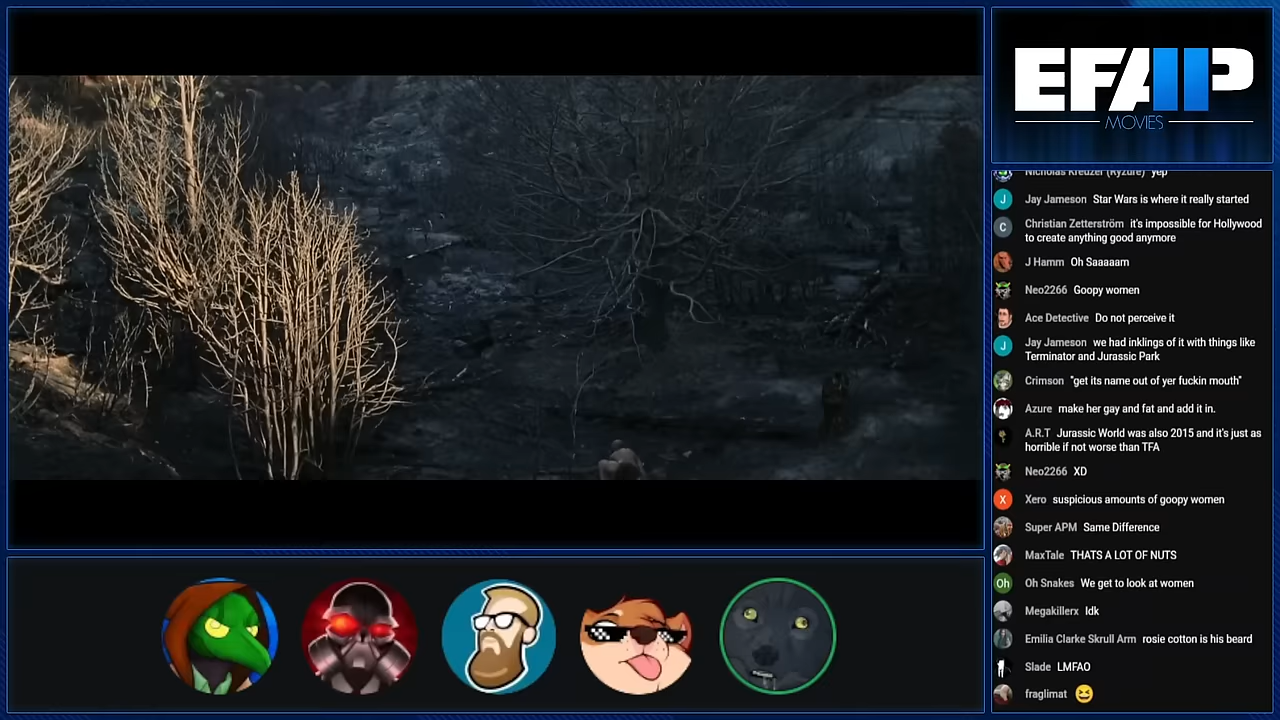 EFAP
MOVIES
Nicholas Kreuzer (Kyzure) yep
Jay Jameson Star Wars is where it really started
Christian Zetterström it's impossible for Hollywood
to create anything good anymore
J Hamm Oh Saaaaam
Neo2266 Goopy women
Ace Detective Do not perceive it
Jay Jameson we had inklings of it with things like
Terminator and Jurassic Park
Crimson "get its name out of yer fuckin mouth"
Azure make her gay and fat and add it in.
A.R.T Jurassic World was also 2015 and it's just as
horrible if not worse than TFA
Neo2266 XD
X
Xero suspicious amounts of goopy women
Super APM Same Difference
MaxTale THATS A LOT OF NUTS
Oh
Oh Snakes We get to look at women
Megakillerx Idk
Emilia Clarke Skrull Arm rosie cotton is his beard
Slade LMFAO
fraglimat
J
C
J